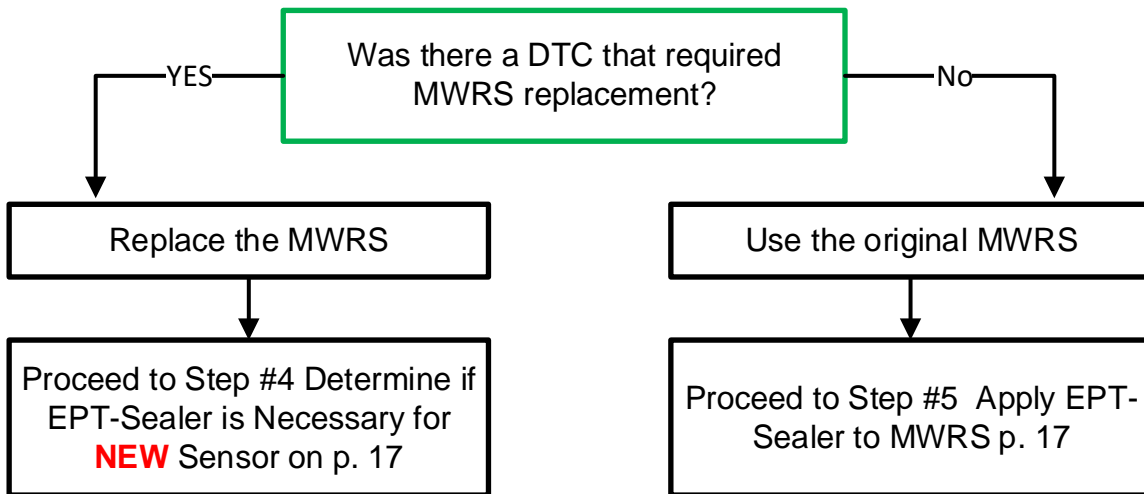 Was there a DTC that required
MWRS replacement?
YES
No
Replace the MWRS
Use the original MWRS
Proceed to Step #4 Determine if
EPT-Sealer is Necessary for
NEW Sensor on p. 17
Proceed to Step #5  Apply EPT-
Sealer to MWRS p. 17